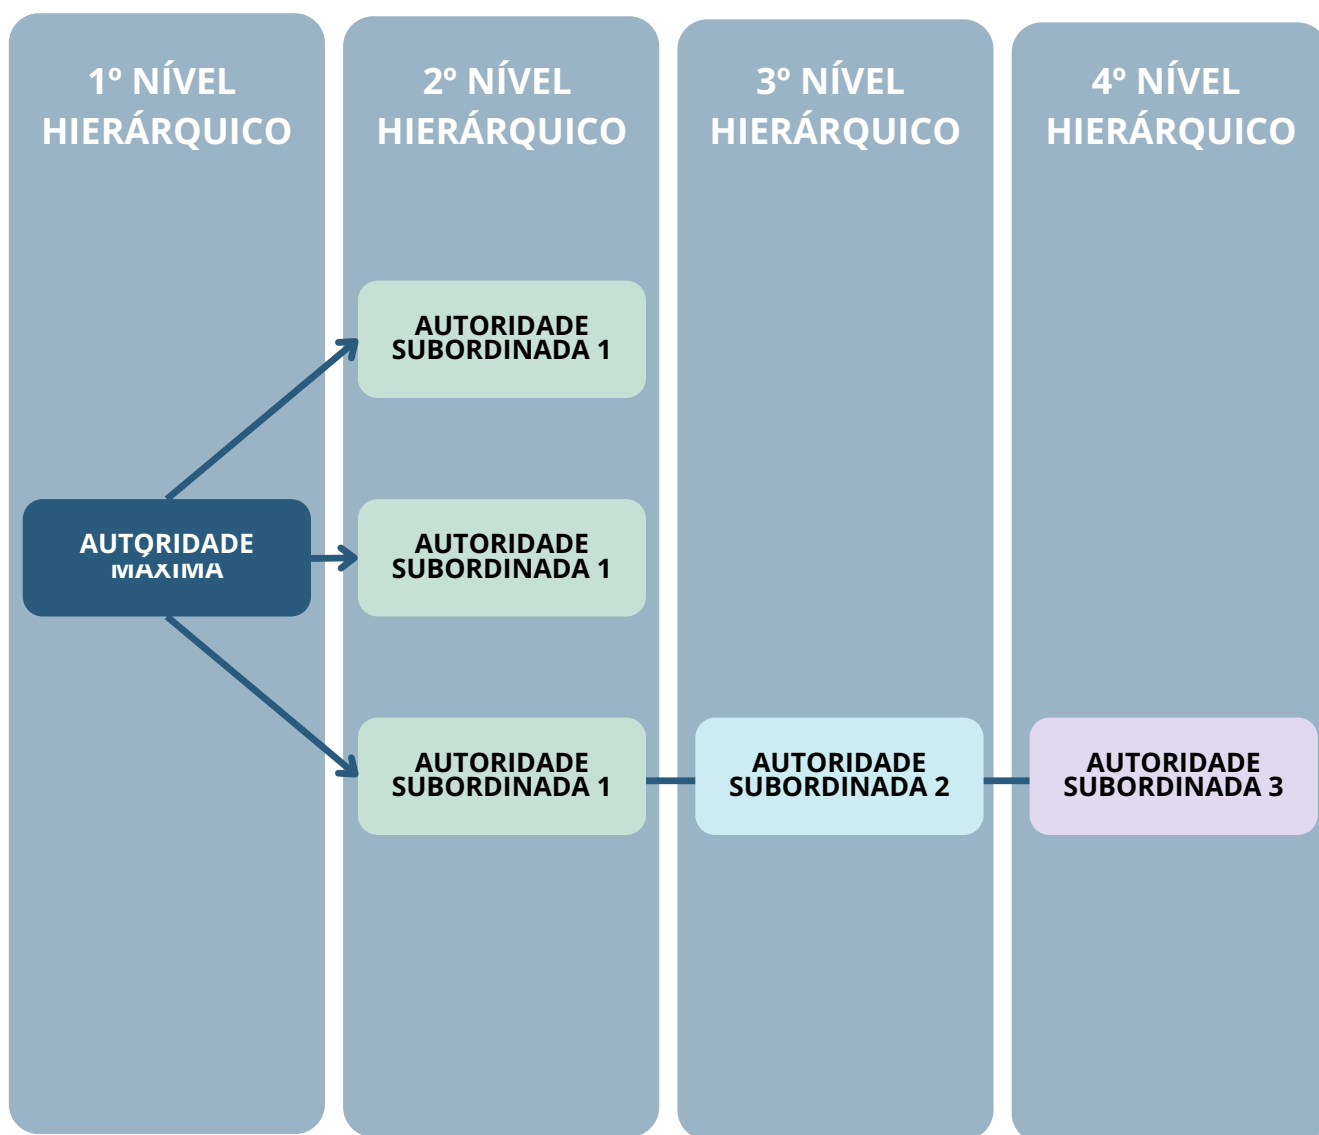 1º NÍVEL
HIERÁRQUICO
2º NÍVEL
HIERÁRQUICO
3º NÍVEL
HIERÁRQUICO
4º NÍVEL
HIERÁRQUICO
AUTORIDADE
SUBORDINADA 1
AUTORIDADE
MÁXIMA
AUTORIDADE
SUBORDINADA 1
AUTORIDADE
SUBORDINADA 1
AUTORIDADE
SUBORDINADA 2
AUTORIDADE
SUBORDINADA 3